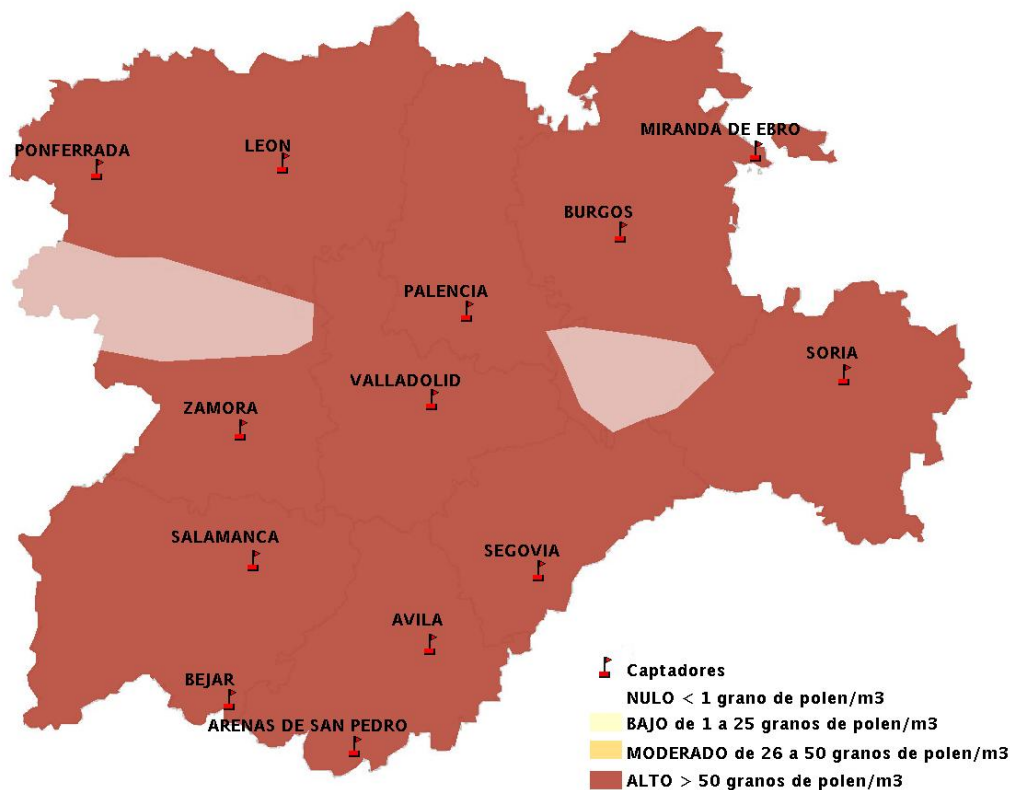 MIRANDA DE EBRO
PONFERRADA
LEON
BURGOS
PALENCIA
SORIA
VALLADOLID
ZAMORA
SALAMANCA
SEGOVIA
AVILA
BEJAR
ARENAS DE SAN PEDRO
Captadores
NULO < 1 grano de polen/m3
BAJO de 1 a 25 granos de polen/m3
MODERADO de 26 a 50 granos de polen/m3
ALTO > 50 granos de polen/m3